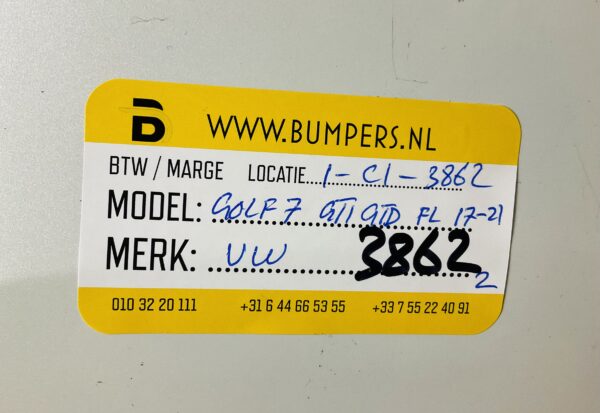 B WWW.BUMPERS.NL
BTW / MARGE LOCATIE 1-C1-3862
MODEL: GOLF 7 GTI GTD FL 17-21
MERK: VW 3862
2
010 32 20 111 +31 6 44 66 53 55 +33 7 55 22 40 91